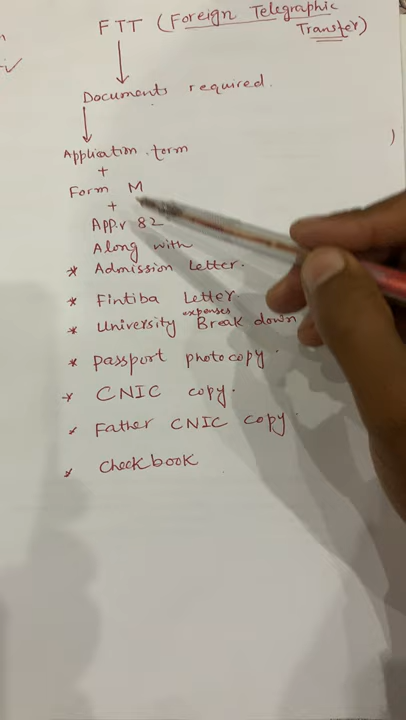 FTT (Foreign Telegraphic
Transfer)
Documents required.
Application form
+
Form M
+
App.v 82
Along with
* Admission Letter.
* Fintiba Letter.
* University expenses Break down
* passport photocopy.
* CNIC copy.
* Father CNIC copy.
* Checkbook